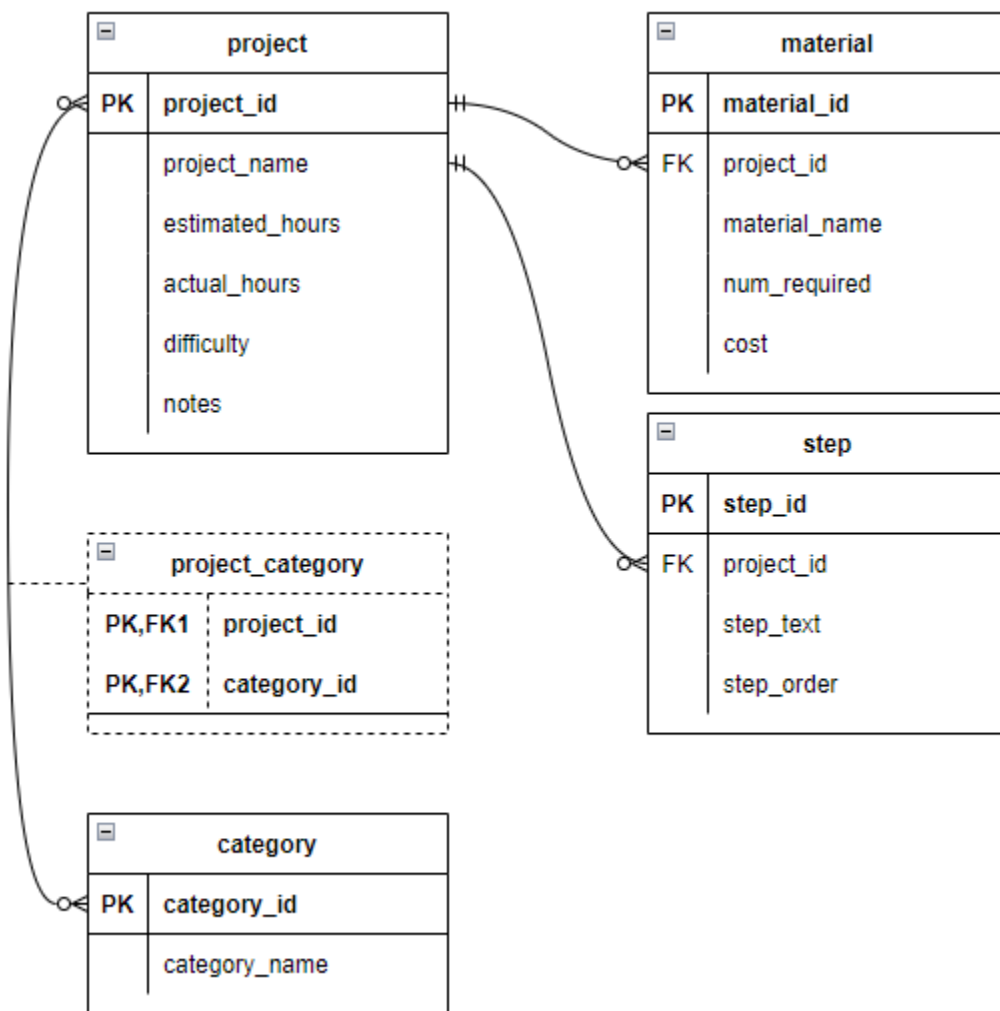 project
PK project_id
project_name
estimated_hours
actual_hours
difficulty
notes
material
PK material_id
FK project_id
material_name
num_required
cost
step
PK step_id
FK project_id
step_text
step_order
project_category
PK,FK1 project_id
PK,FK2 category_id
category
PK category_id
category_name